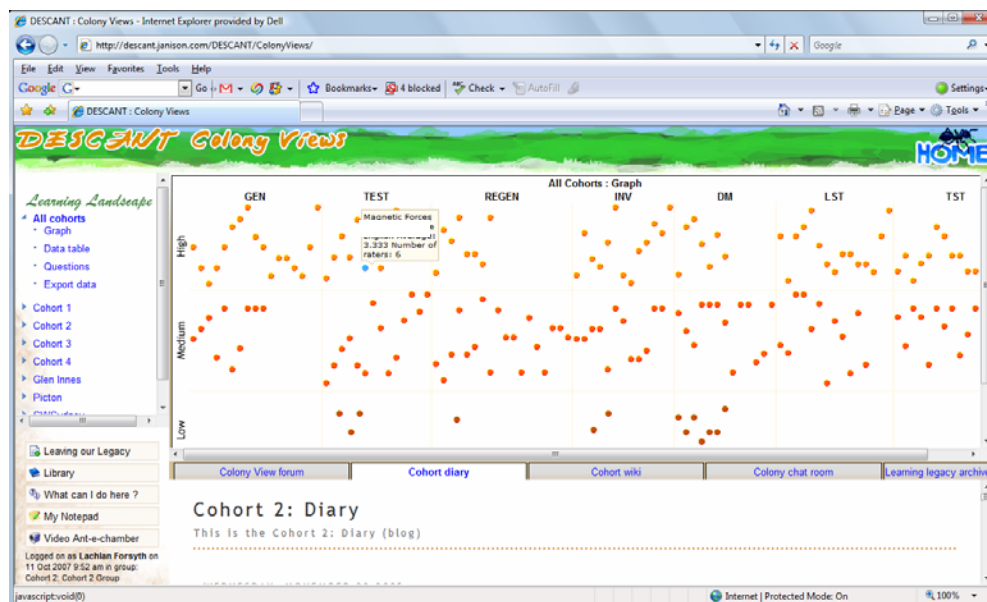 DESCANT : Colony Views - Internet Explorer provided by Dell
http://descant.janison.com/DESCANT/ColonyViews/
Google
File Edit View Favorites Tools Help
Google G Go Bookmarks 4 blocked Check AutoFill Settings
DESCANT : Colony Views
Page Tools
DESCANT Colony Views
HOME
Learning Landscape
All cohorts
Graph
Data table
Questions
Export data
Cohort 1
Cohort 2
Cohort 3
Cohort 4
Glen Innes
Picton
Leaving our Legacy
Library
What can I do here ?
My Notepad
Video Ant-e-chamber
Logged on as Lachlan Forsyth on
11 Oct 2007 9:52 am in group:
Cohort 2: Cohort 2 Group
All Cohorts : Graph
GEN TEST REGEN INV DM LST TST
High
Medium
Low
Magnetic Forces
3.333 Number of
raters: 6
Colony View forum
Cohort diary
Cohort wiki
Colony chat room
Learning legacy archive
Cohort 2: Diary
This is the Cohort 2: Diary (blog)
javascript:void(0)
Internet | Protected Mode: On
100%